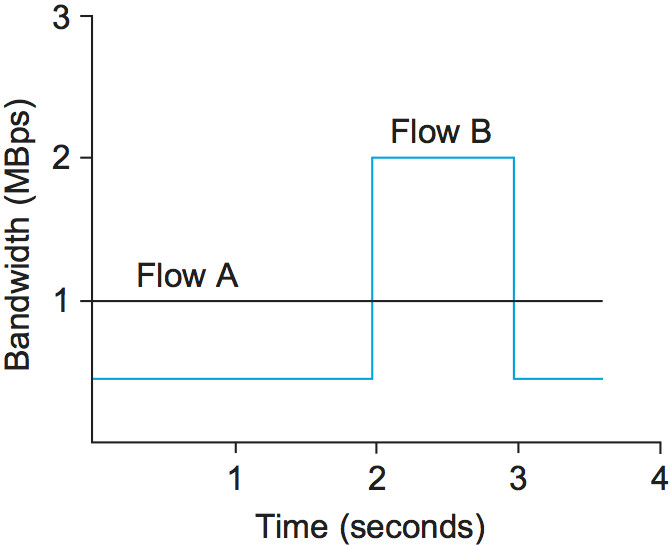 3
Flow B
2
Flow A
1
Bandwidth (MBps)
1 2 3 4
Time (seconds)